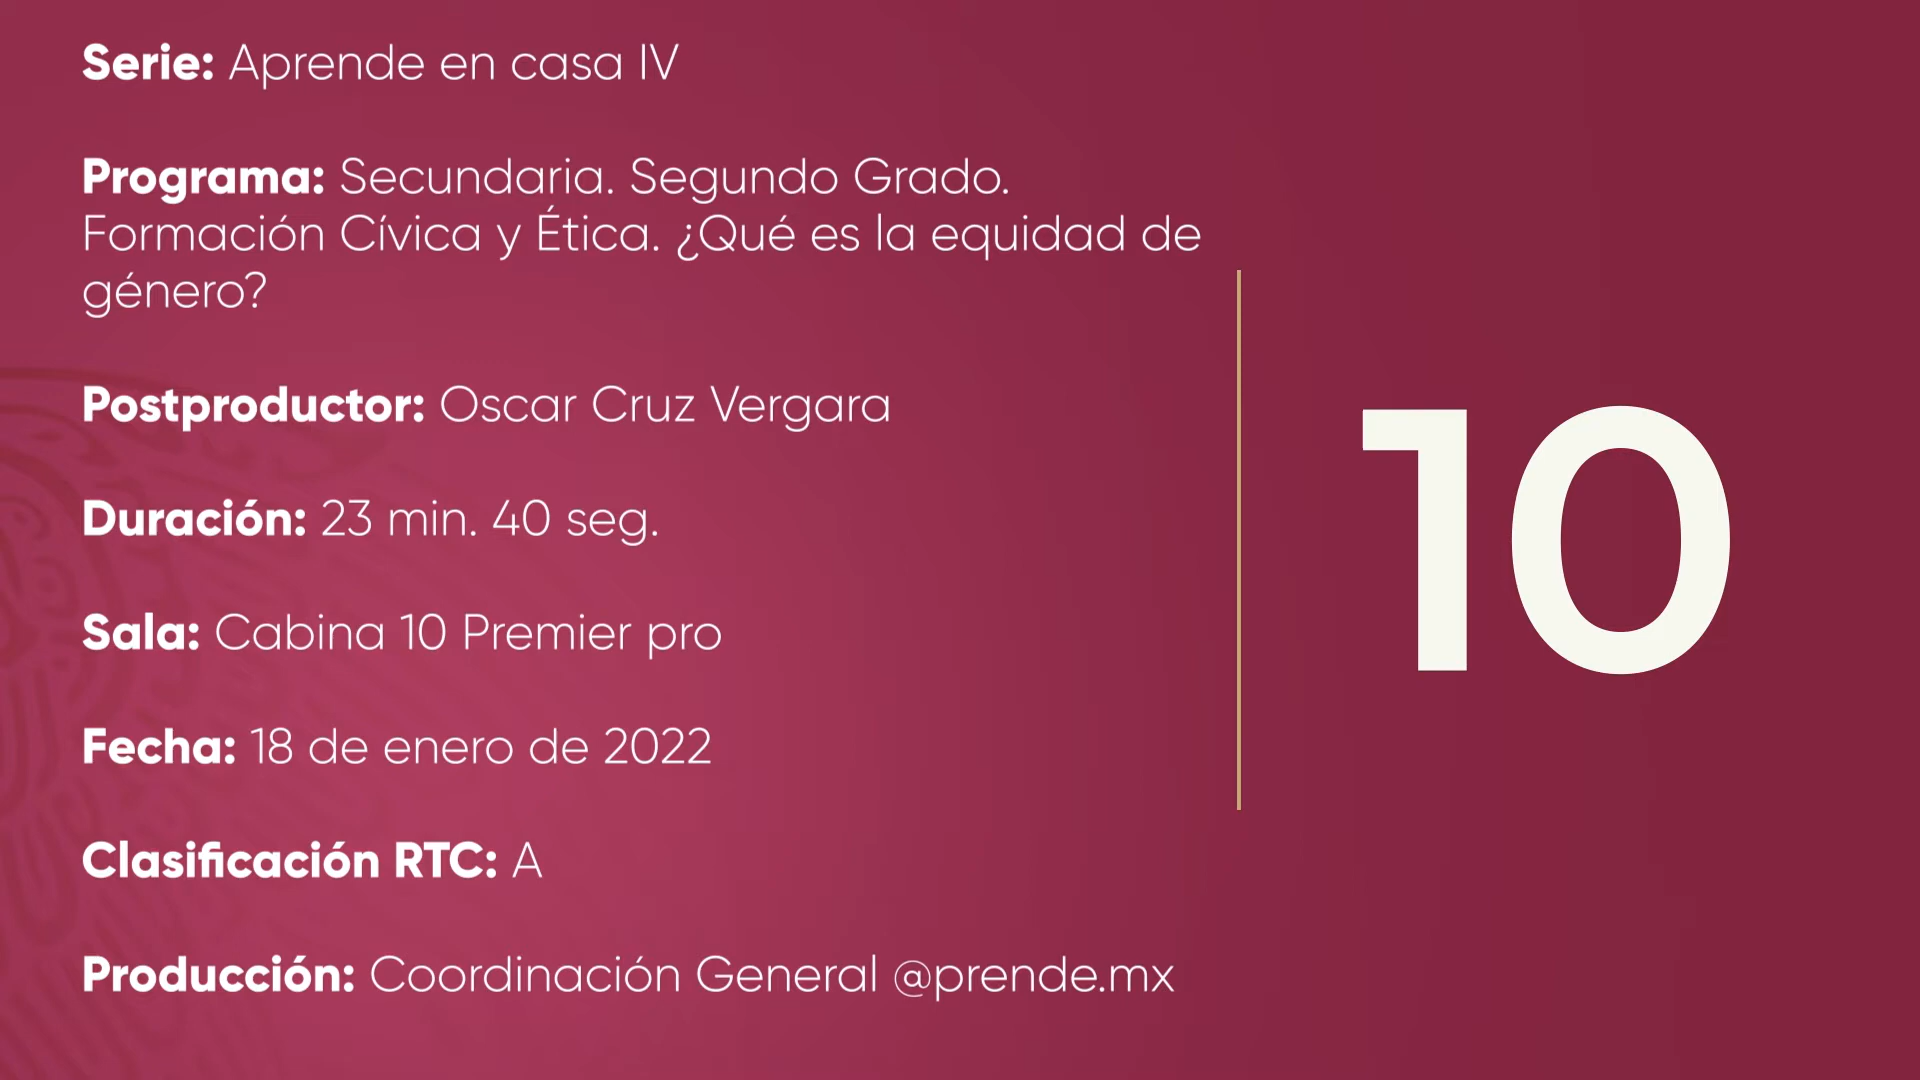 Serie: Aprende en casa IV
Programa: Secundaria. Segundo Grado.
Formación Cívica y Ética. ¿Qué es la equidad de
género?
Postproductor: Oscar Cruz Vergara
Duración: 23 min. 40 seg.
Sala: Cabina 10 Premier pro
Fecha: 18 de enero de 2022
Clasificación RTC: A
Producción: Coordinación General @prende.mx
10